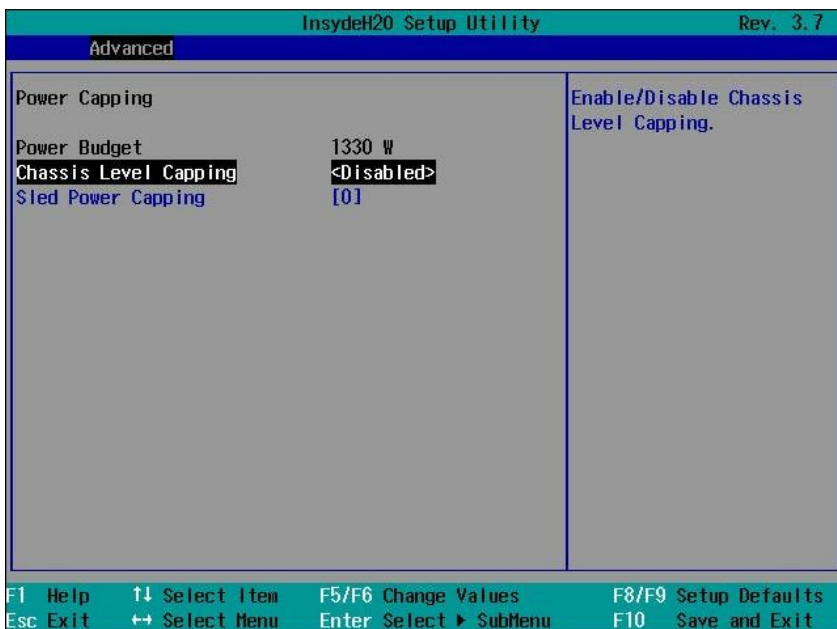 InsydeH20 Setup Utility Rev. 3.7
Advanced
Power Capping
Power Budget 1330 W
Chassis Level Capping <Disabled>
Sled Power Capping [0]
Enable/Disable Chassis
Level Capping.
F1 Help ↑↓ Select Item F5/F6 Change Values F8/F9 Setup Defaults
Esc Exit ↔ Select Menu Enter Select ▶ SubMenu F10 Save and Exit